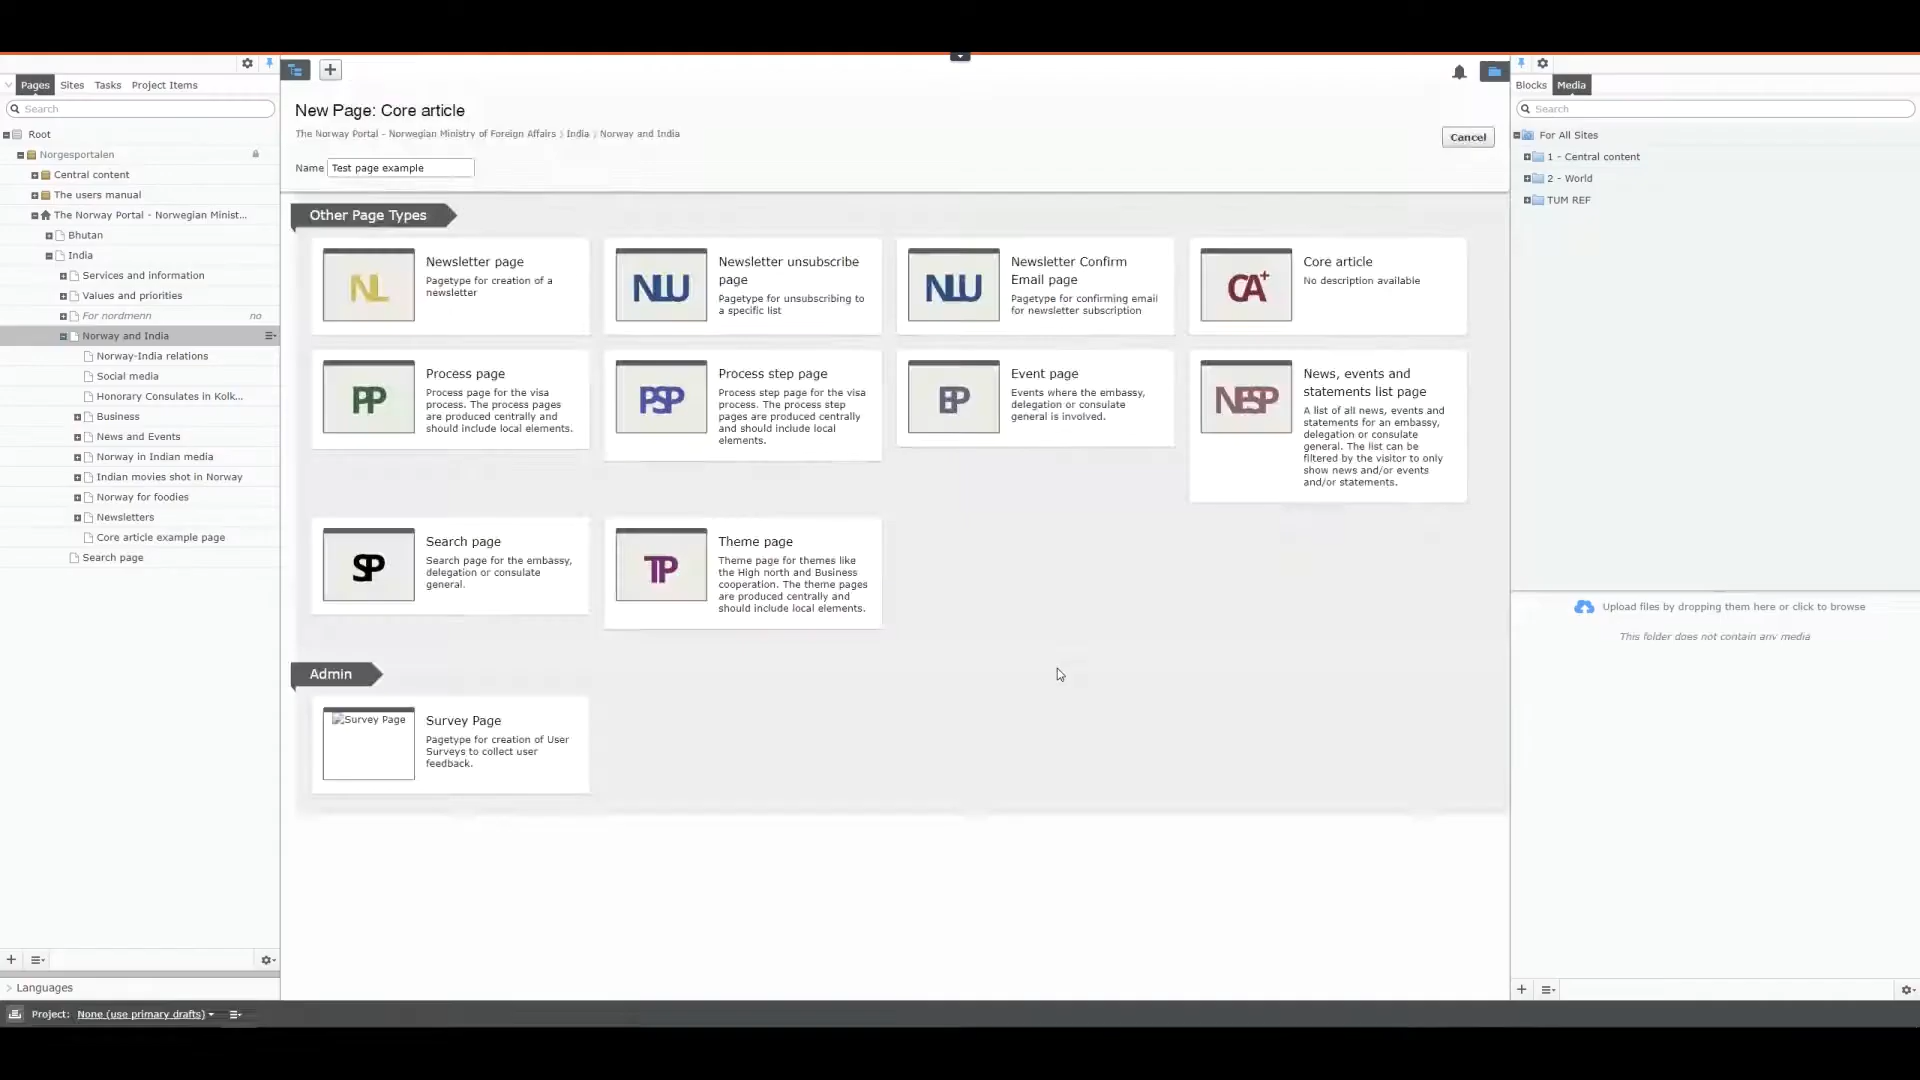 Pages Sites Tasks Project Items
Search
Root
Norgesportalen
Central content
The users manual
The Norway Portal - Norwegian Minist...
Bhutan
India
Services and information
Values and priorities
For nordmenn no
Norway and India
Norway-India relations
Social media
Honorary Consulates in Kolk...
Business
News and Events
Norway in Indian media
Indian movies shot in Norway
Norway for foodies
Newsletters
Core article example page
Search page
Languages
Project: None (use primary drafts)
New Page: Core article
The Norway Portal - Norwegian Ministry of Foreign Affairs India Norway and India
Cancel
Name Test page example
Other Page Types
NL
Newsletter page
Pagetype for creation of a
newsletter
NLU
Newsletter unsubscribe
page
Pagetype for unsubscribing to
a specific list
NLU
Newsletter Confirm
Email page
Pagetype for confirming email
for newsletter subscription
CA+
Core article
No description available
PP
Process page
Process page for the visa
process. The process pages
are produced centrally and
should include local elements.
PSP
Process step page
Process step page for the visa
process. The process step
pages are produced centrally
and should include local
elements.
EP
Event page
Events where the embassy,
delegation or consulate
general is involved.
NESP
News, events and
statements list page
A list of all news, events and
statements for an embassy,
delegation or consulate
general. The list can be
filtered by the visitor to only
show news and/or events
and/or statements.
SP
Search page
Search page for the embassy,
delegation or consulate
general.
TP
Theme page
Theme page for themes like
the High north and Business
cooperation. The theme pages
are produced centrally and
should include local elements.
Admin
Survey Page
Survey Page
Pagetype for creation of User
Surveys to collect user
feedback.
Blocks Media
Search
For All Sites
1 - Central content
2 - World
TUM REF
Upload files by dropping them here or click to browse
This folder does not contain any media